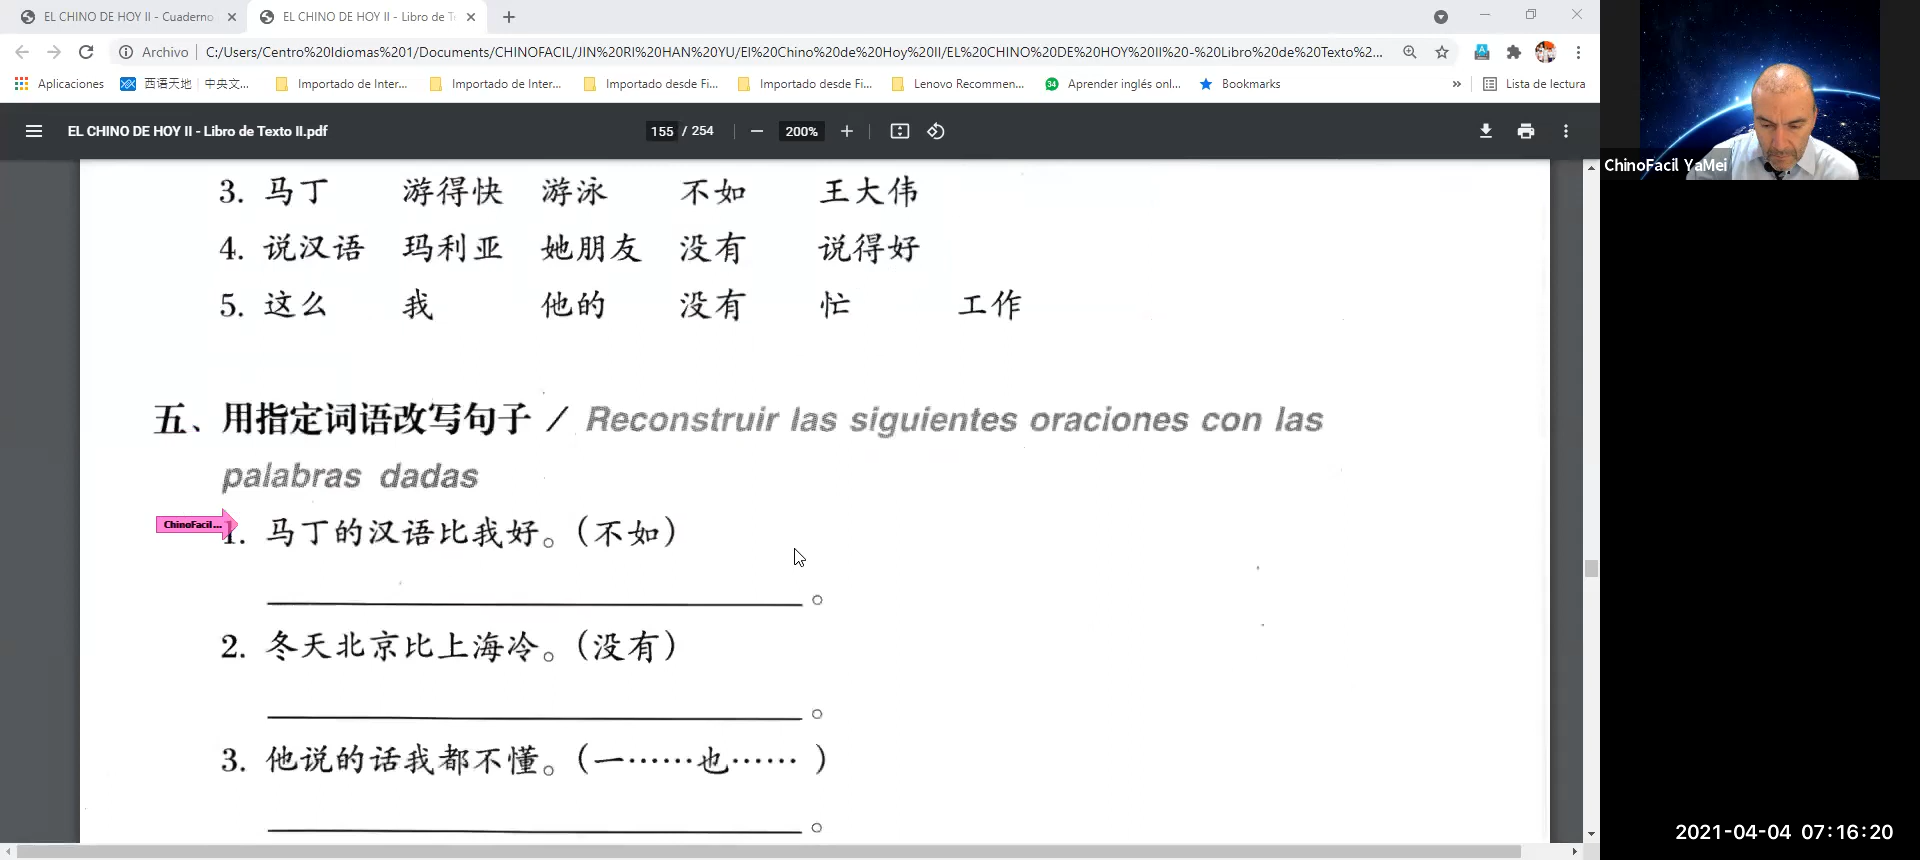 EL CHINO DE HOY II - Cuaderno
EL CHINO DE HOY II - Libro de T
Archivo
C:/Users/Centro%20Idiomas%201/Documents/CHINOFACIL/JIN%20RI%20HAN%20YU/El%20Chino%20de%20Hoy%20II/EL%20CHINO%20DE%20HOY%20II%20-%20Libro%20de%20Texto%2...
Aplicaciones
西语天地 | 中央文...
Importado de Inter...
Importado de Inter...
Importado desde Fi...
Importado desde Fi...
Lenovo Recommen...
Aprender inglés onl...
Bookmarks
»
Lista de lectura
EL CHINO DE HOY II - Libro de Texto II.pdf
155 / 254
200%
ChinoFacil YaMei
3. 马丁 游得快 游泳 不如 王大伟
4. 说汉语 玛利亚 她朋友 没有 说得好
5. 这么 我 他的 没有 忙 工作
五、用指定词语改写句子 / Reconstruir las siguientes oraciones con las
palabras dadas
ChinoFacil...
1. 马丁的汉语比我好。(不如)
。
2. 冬天北京比上海冷。(没有)
。
3. 他说的话我都不懂。(一……也……)
。
2021-04-04 07:16:20